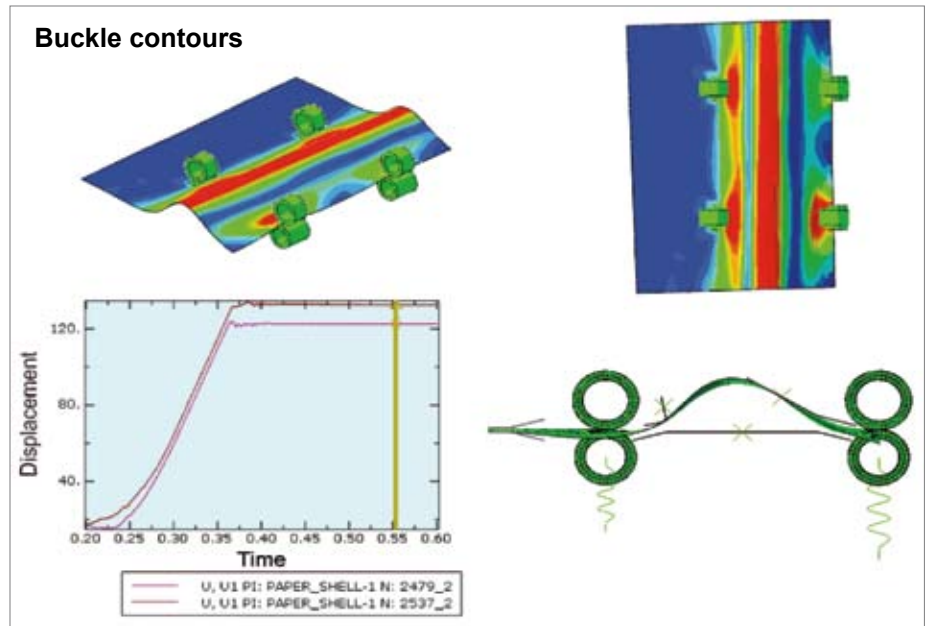 Buckle contours
120.
80.
40.
Displacement
0.20 0.25 0.30 0.35 0.40 0.45 0.50 0.55 0.60
Time
U, U1 PI: PAPER_SHELL-1 N: 2479_2
U, U1 PI: PAPER_SHELL-1 N: 2537_2